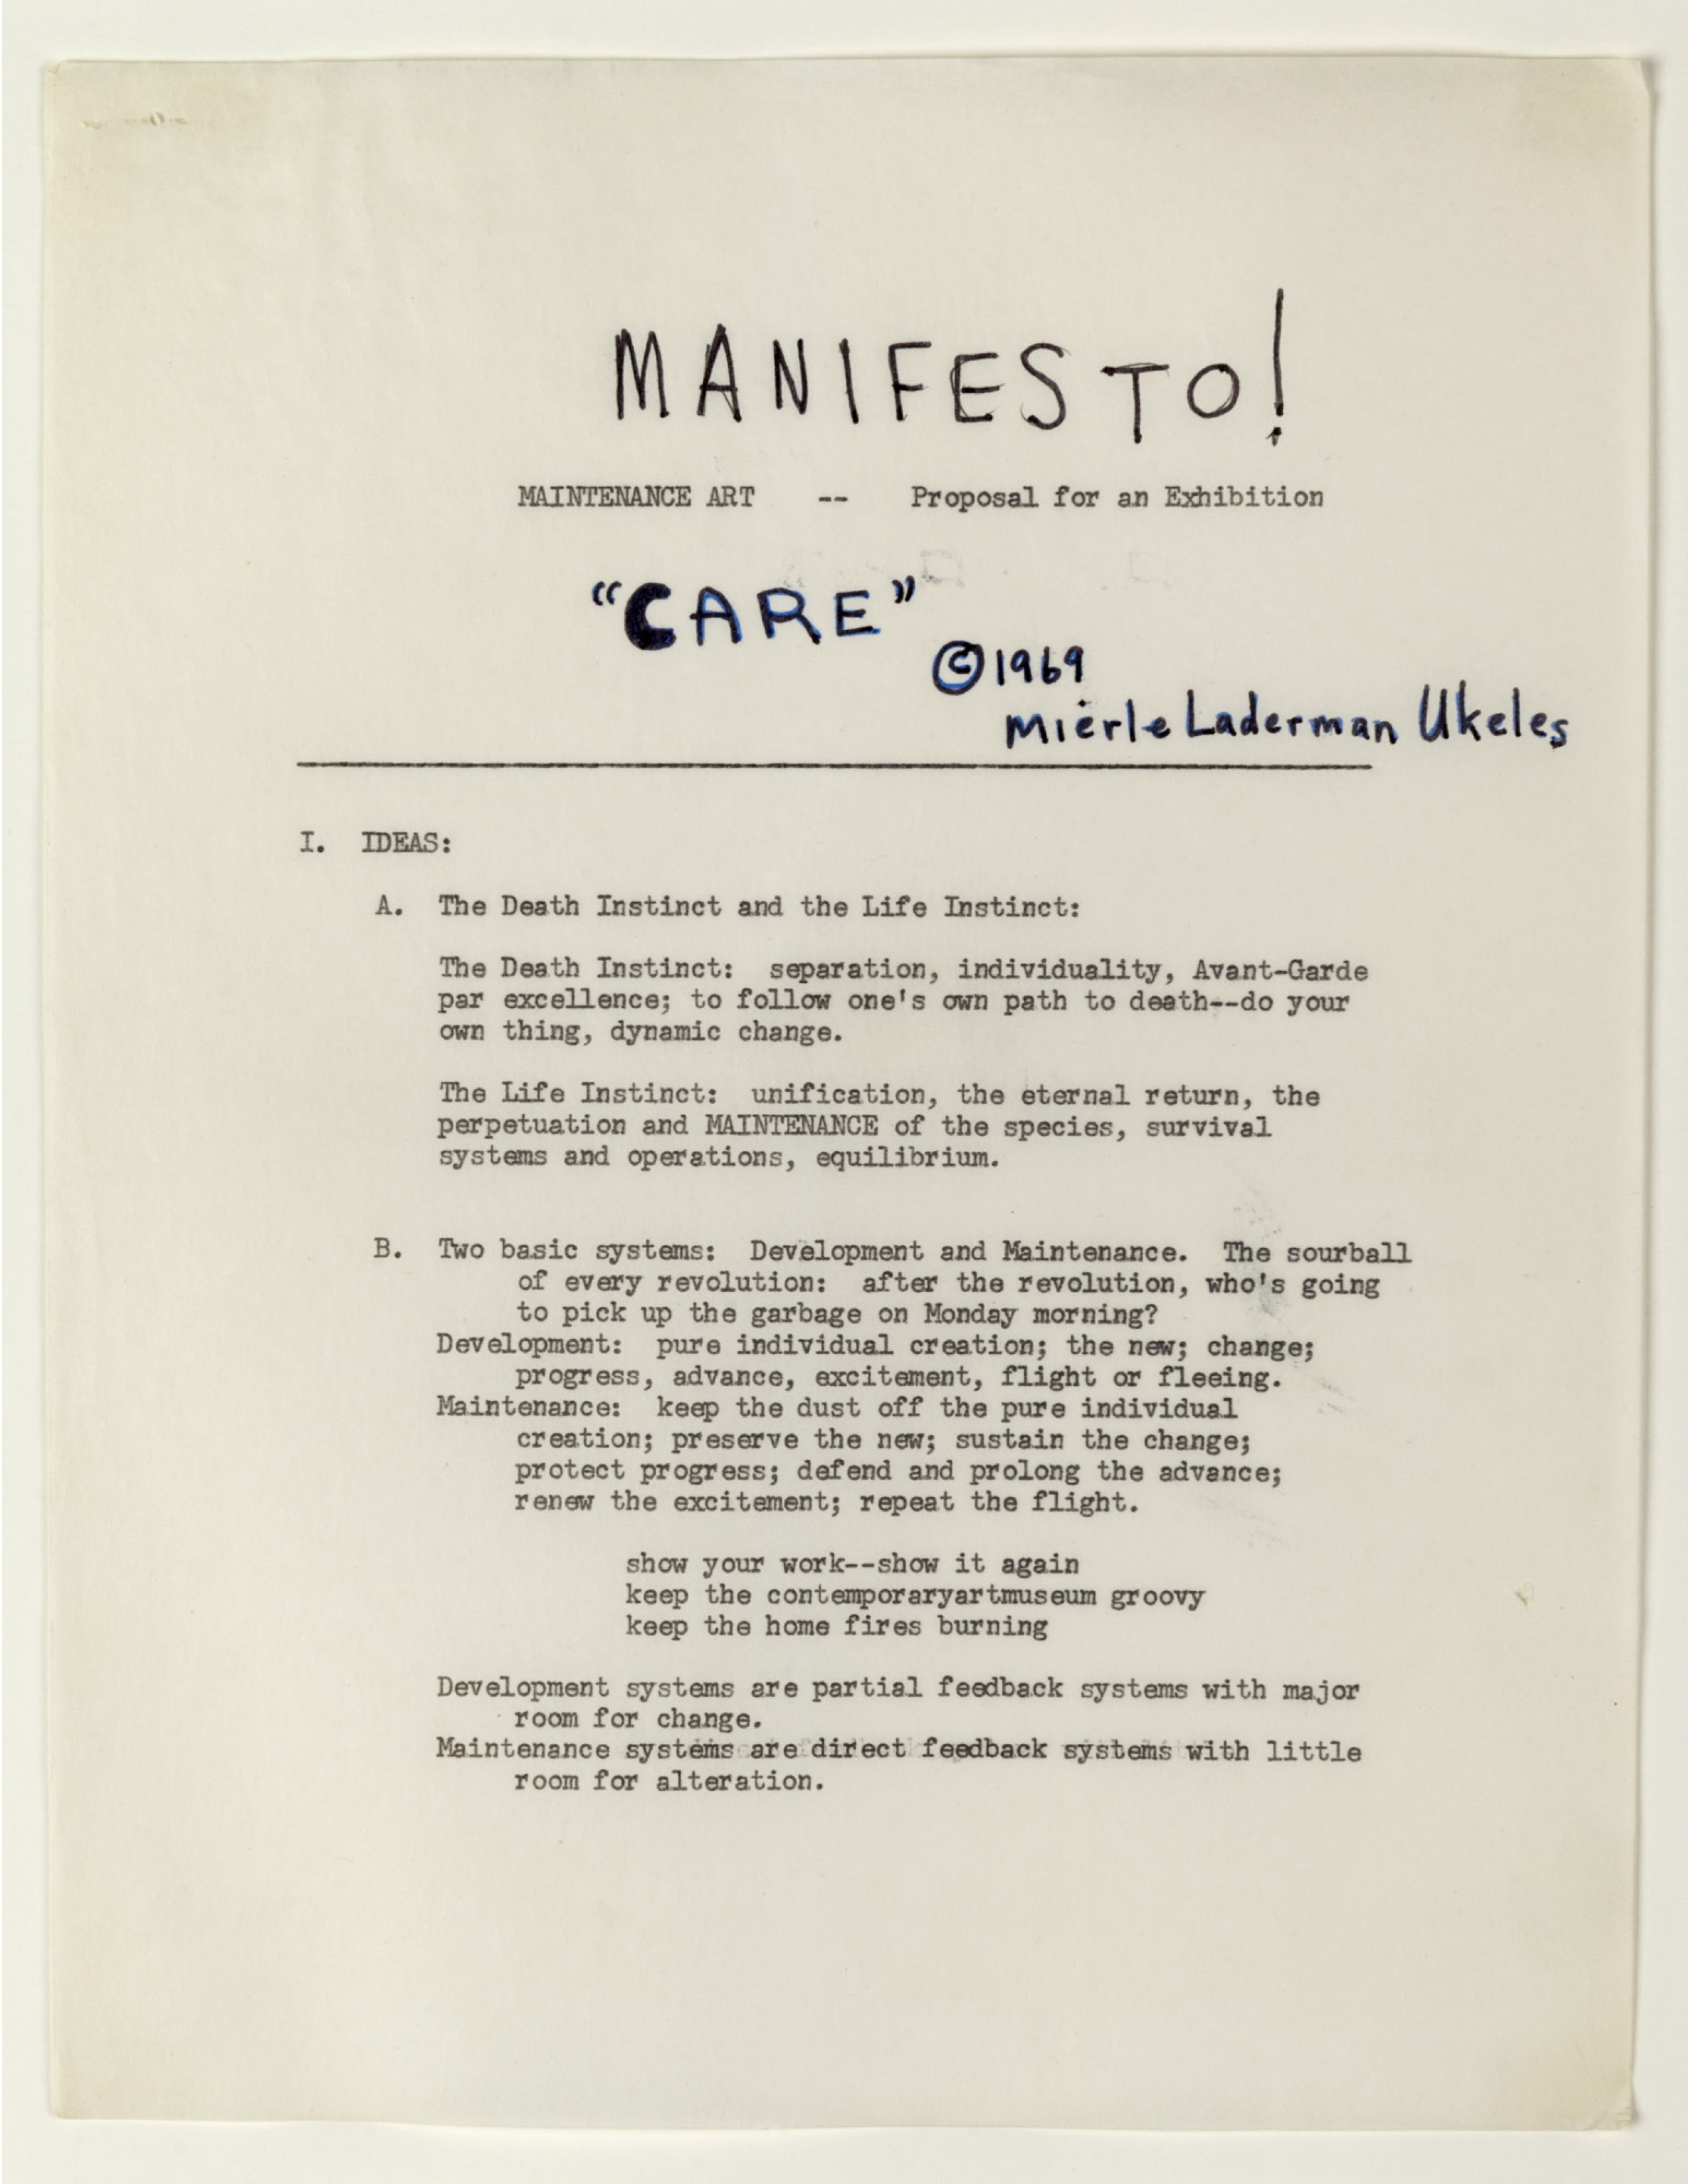 MANIFESTO!
MAINTENANCE ART -- Proposal for an Exhibition
“CARE”
©1969
Mierle Laderman Ukeles
I. IDEAS:
A. The Death Instinct and the Life Instinct:
The Death Instinct: separation, individuality, Avant-Garde
par excellence; to follow one's own path to death--do your
own thing, dynamic change.
The Life Instinct: unification, the eternal return, the
perpetuation and MAINTENANCE of the species, survival
systems and operations, equilibrium.
B. Two basic systems: Development and Maintenance. The sourball
of every revolution: after the revolution, who's going
to pick up the garbage on Monday morning?
Development: pure individual creation; the new; change;
progress, advance, excitement, flight or fleeing.
Maintenance: keep the dust off the pure individual
creation; preserve the new; sustain the change;
protect progress; defend and prolong the advance;
renew the excitement; repeat the flight.
show your work--show it again
keep the contemporaryartmuseum groovy
keep the home fires burning
Development systems are partial feedback systems with major
room for change.
Maintenance systems are direct feedback systems with little
room for alteration.